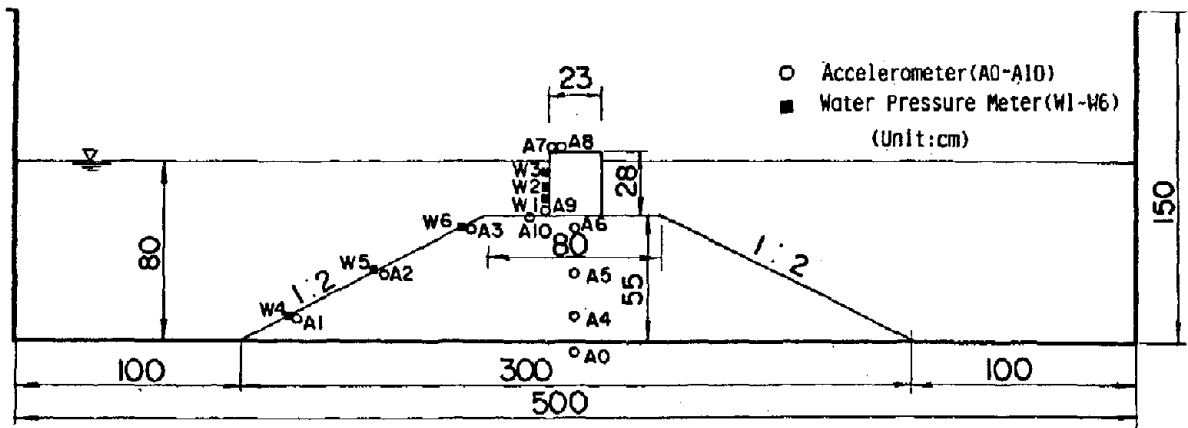 ○ Accelerometer(A0~A10)
■ Water Pressure Meter(W1~W6)
(Unit:cm)
23
A7
A8
W3
W2
W1
A9
28
150
W6
A3
A10
A6
80
80
W5
A2
1:2
A5
1:2
55
W4
A1
A4
A0
100
300
100
500